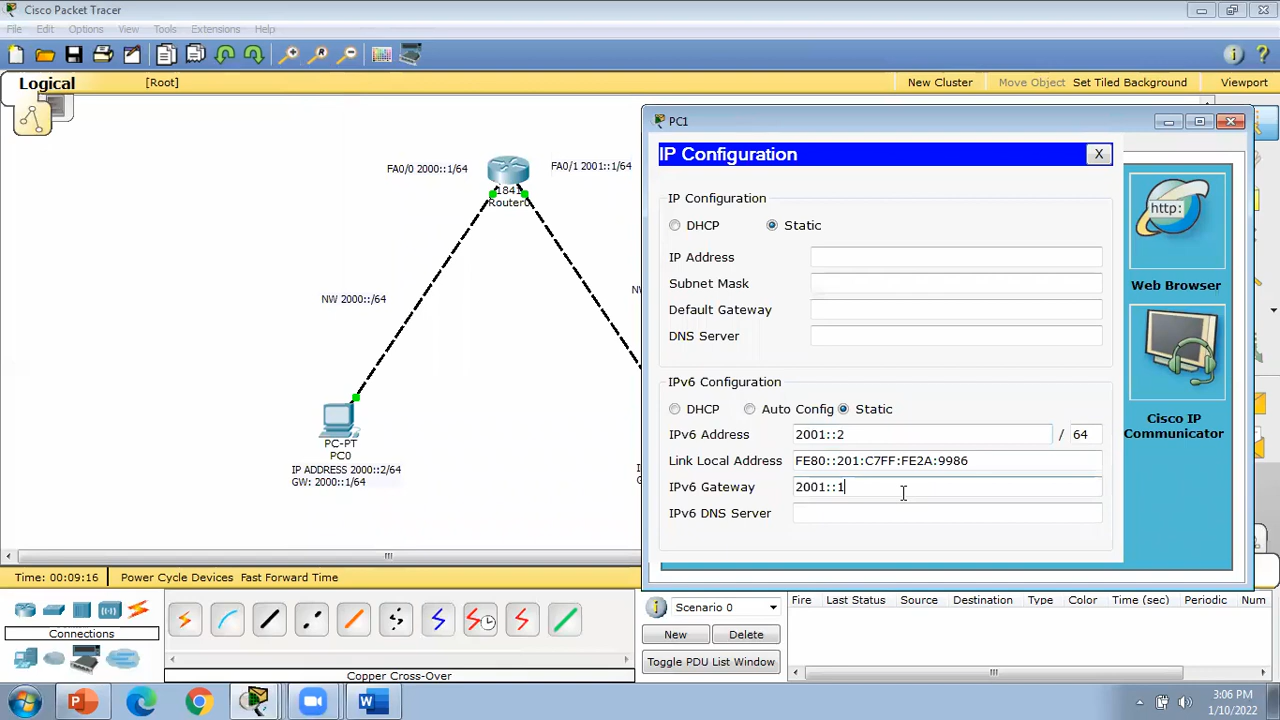 Cisco Packet Tracer
File Edit Options View Tools Extensions Help
Logical
[Root]
New Cluster
Move Object
Set Tiled Background
Viewport
FA0/0 2000::1/64
FA0/1 2001::1/64
1841
Router0
NW 2000::/64
PC-PT
PC0
IP ADDRESS 2000::2/64
GW: 2000::1/64
PC1
IP Configuration
X
IP Configuration
DHCP
Static
IP Address
Subnet Mask
Default Gateway
DNS Server
IPv6 Configuration
DHCP
Auto Config
Static
IPv6 Address 2001::2 / 64
Link Local Address FE80::201:C7FF:FE2A:9986
IPv6 Gateway 2001::1
IPv6 DNS Server
http:
Web Browser
Cisco IP
Communicator
Time: 00:09:16
Power Cycle Devices Fast Forward Time
Connections
Copper Cross-Over
Scenario 0
New
Delete
Toggle PDU List Window
Fire Last Status Source Destination Type Color Time (sec) Periodic Num
3:06 PM
1/10/2022